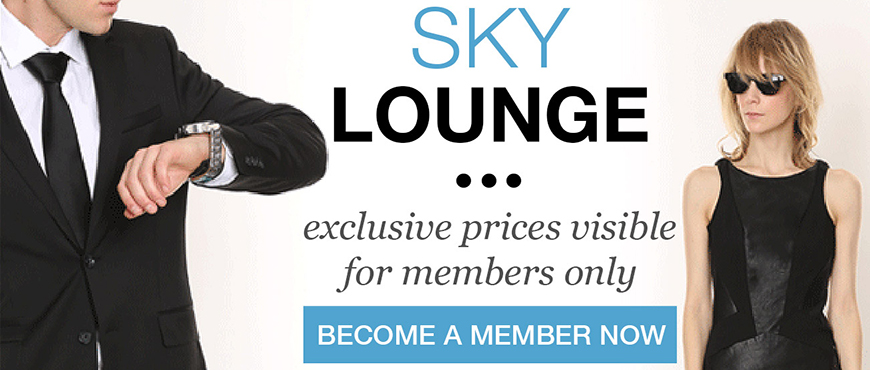 SKY
LOUNGE
•••
exclusive prices visible
for members only
BECOME A MEMBER NOW